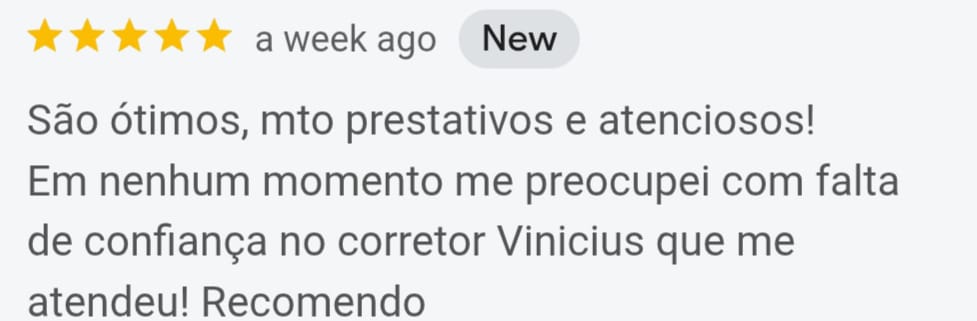 a week ago New
São ótimos, mto prestativos e atenciosos!
Em nenhum momento me preocupei com falta
de confiança no corretor Vinicius que me
atendeu! Recomendo